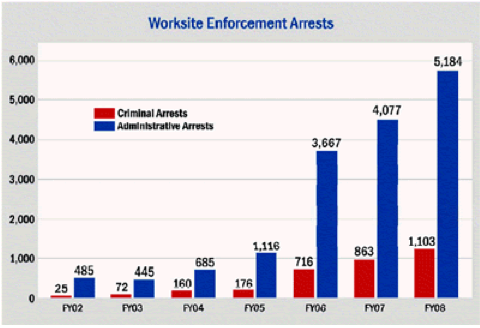 Worksite Enforcement Arrests
6,000
5,000
4,000
3,000
2,000
1,000
0
Criminal Arrests
Administrative Arrests
25
485
72
445
160
685
176
1,116
716
3,667
863
4,077
1,103
5,184
FY02
FY03
FY04
FY05
FY06
FY07
FY08